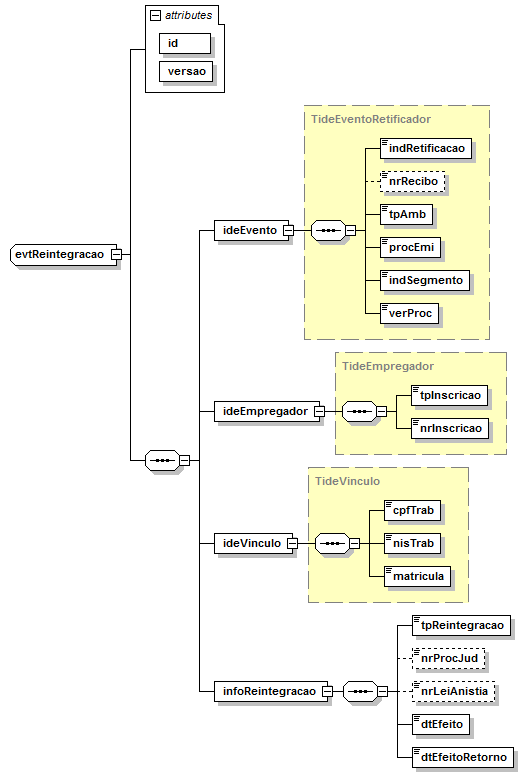 attributes
id
versao
evtReintegracao
TideEventoRetificador
indRetificacao
nrRecibo
tpAmb
ideEvento
procEmi
indSegmento
verProc
TideEmpregador
tpInscricao
ideEmpregador
nrInscricao
TideVinculo
cpfTrab
ideVinculo
nisTrab
matricula
tpReintegracao
nrProcJud
infoReintegracao
nrLeiAnistia
dtEfeito
dtEfeitoRetorno